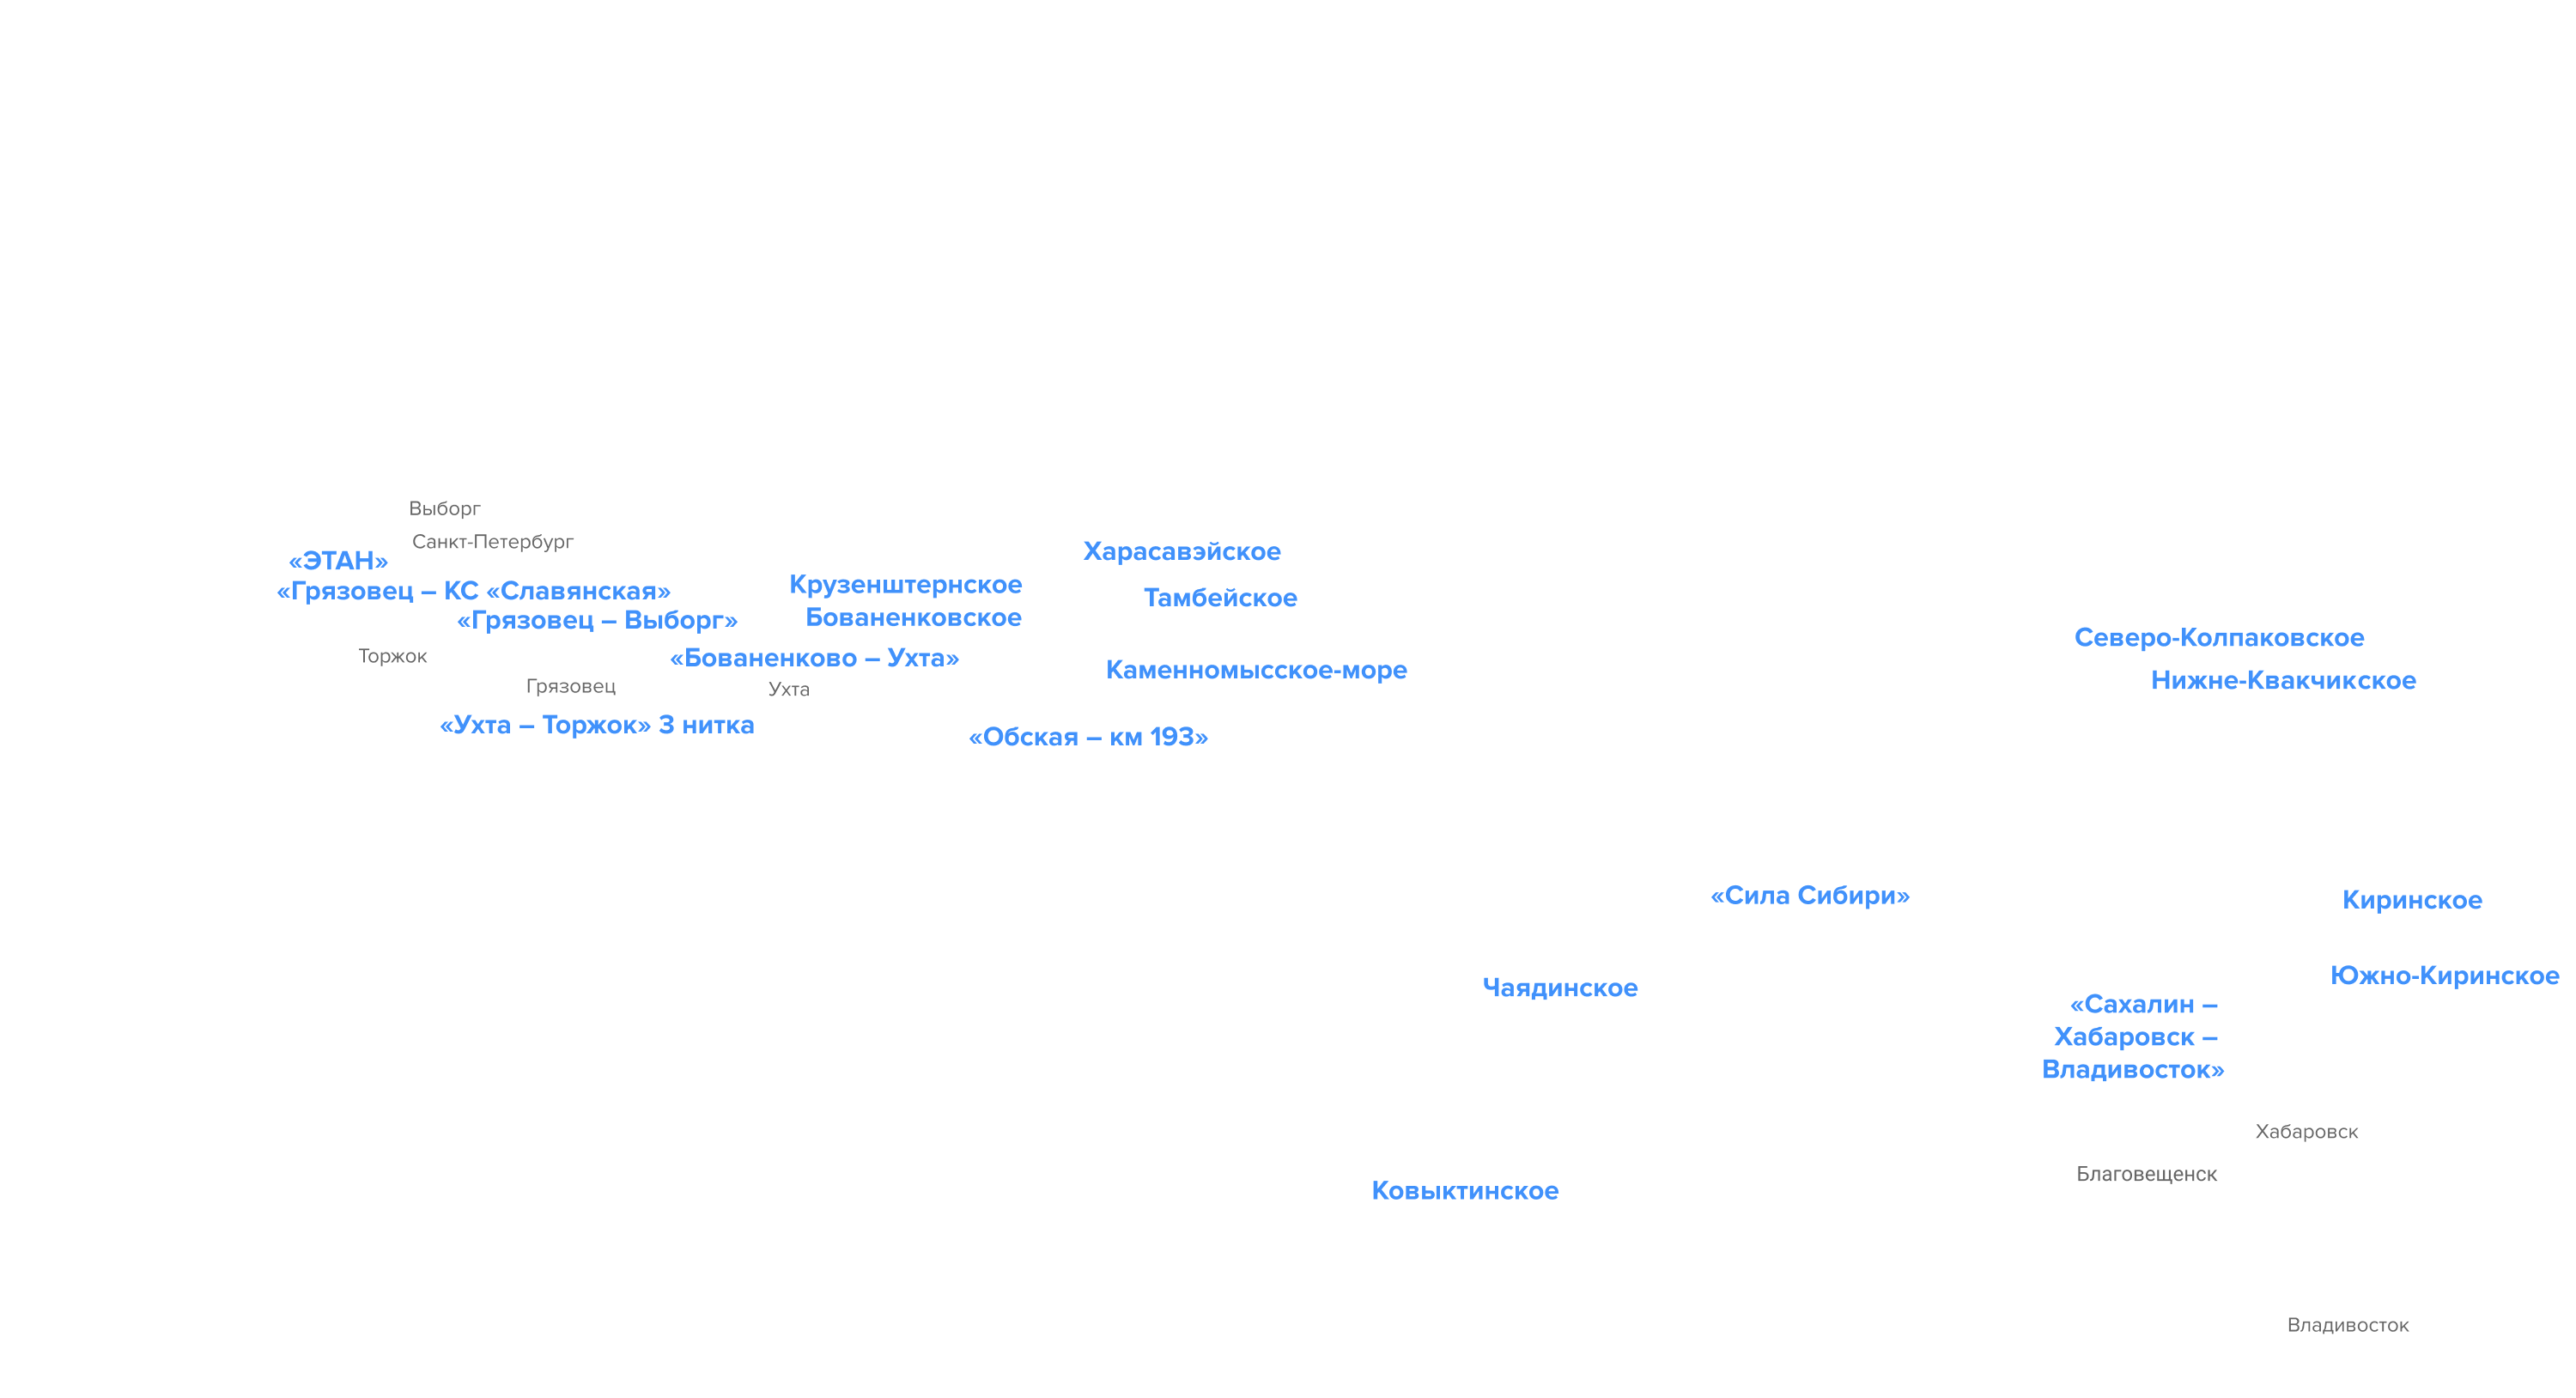 Выборг
Санкт-Петербург
«ЭТАН»
«Грязовец – КС «Славянская»
«Грязовец – Выборг»
Торжок
Грязовец
«Ухта – Торжок» 3 нитка
Крузенштернское
Бованенковское
«Бованенково – Ухта»
Ухта
Харасавэйское
Тамбейское
Каменномысское-море
«Обская – км 193»
Северо-Колпаковское
Нижне-Квакчикское
«Сила Сибири»
Чаядинское
Ковыктинское
Киринское
Южно-Киринское
«Сахалин –
Хабаровск –
Владивосток»
Хабаровск
Благовещенск
Владивосток